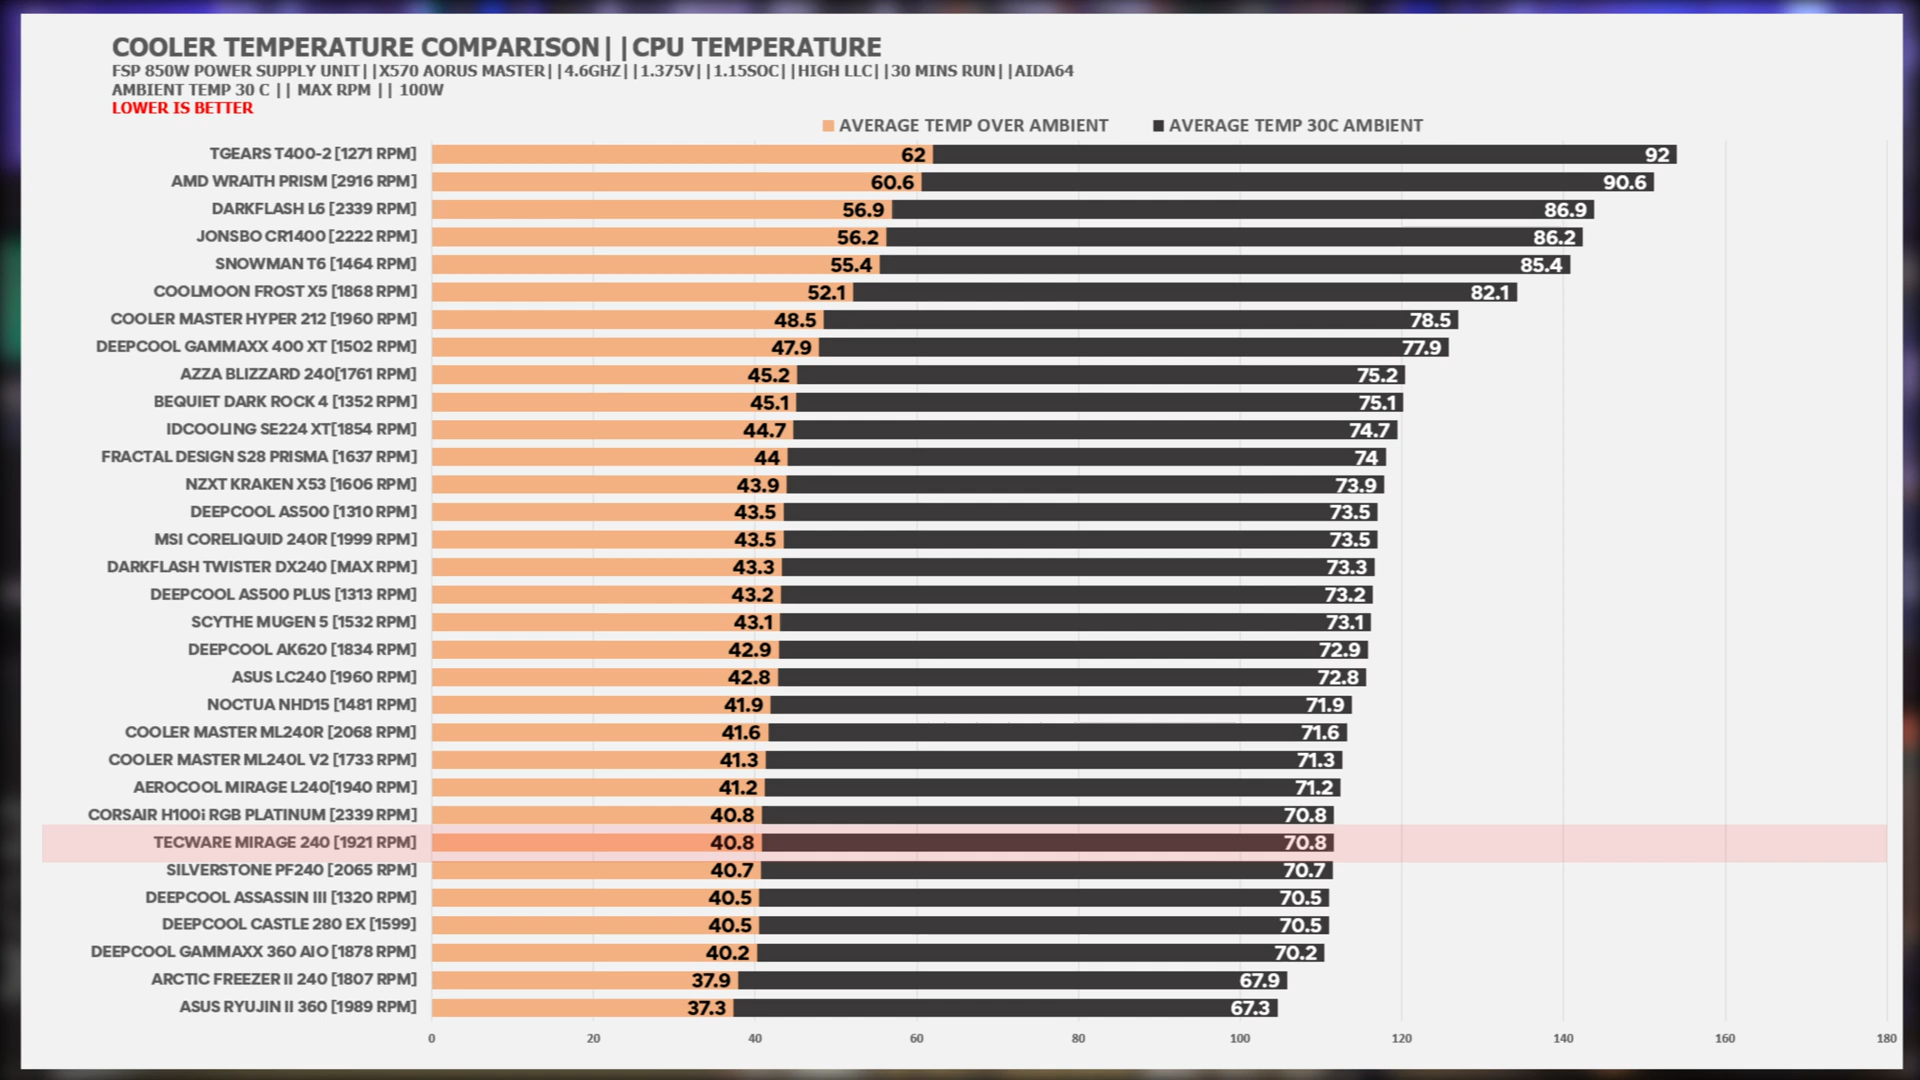 COOLER TEMPERATURE COMPARISON||CPU TEMPERATURE
FSP 850W POWER SUPPLY UNIT||X570 AORUS MASTER||4.6GHZ||1.375V||1.15SOC||HIGH LLC||30 MINS RUN||AIDA64
AMBIENT TEMP 30 C || MAX RPM || 100W
LOWER IS BETTER
AVERAGE TEMP OVER AMBIENT AVERAGE TEMP 30C AMBIENT
TGEARS T400-2 [1271 RPM] 62 92
AMD WRAITH PRISM [2916 RPM] 60.6 90.6
DARKFLASH L6 [2339 RPM] 56.9 86.9
JONSBO CR1400 [2222 RPM] 56.2 86.2
SNOWMAN T6 [1464 RPM] 55.4 85.4
COOLMOON FROST X5 [1868 RPM] 52.1 82.1
COOLER MASTER HYPER 212 [1960 RPM] 48.5 78.5
DEEPCOOL GAMMAXX 400 XT [1502 RPM] 47.9 77.9
AZZA BLIZZARD 240[1761 RPM] 45.2 75.2
BEQUIET DARK ROCK 4 [1352 RPM] 45.1 75.1
IDCOOLING SE224 XT[1854 RPM] 44.7 74.7
FRACTAL DESIGN S28 PRISMA [1637 RPM] 44 74
NZXT KRAKEN X53 [1606 RPM] 43.9 73.9
DEEPCOOL AS500 [1310 RPM] 43.5 73.5
MSI CORELIQUID 240R [1999 RPM] 43.5 73.5
DARKFLASH TWISTER DX240 [MAX RPM] 43.3 73.3
DEEPCOOL AS500 PLUS [1313 RPM] 43.2 73.2
SCYTHE MUGEN 5 [1532 RPM] 43.1 73.1
DEEPCOOL AK620 [1834 RPM] 42.9 72.9
ASUS LC240 [1960 RPM] 42.8 72.8
NOCTUA NHD15 [1481 RPM] 41.9 71.9
COOLER MASTER ML240R [2068 RPM] 41.6 71.6
COOLER MASTER ML240L V2 [1733 RPM] 41.3 71.3
AEROCOOL MIRAGE L240[1940 RPM] 41.2 71.2
CORSAIR H100i RGB PLATINUM [2339 RPM] 40.8 70.8
TECWARE MIRAGE 240 [1921 RPM] 40.8 70.8
SILVERSTONE PF240 [2065 RPM] 40.7 70.7
DEEPCOOL ASSASSIN III [1320 RPM] 40.5 70.5
DEEPCOOL CASTLE 280 EX [1599] 40.5 70.5
DEEPCOOL GAMMAXX 360 AIO [1878 RPM] 40.2 70.2
ARCTIC FREEZER II 240 [1807 RPM] 37.9 67.9
ASUS RYUJIN II 360 [1989 RPM] 37.3 67.3
0 20 40 60 80 100 120 140 160 180